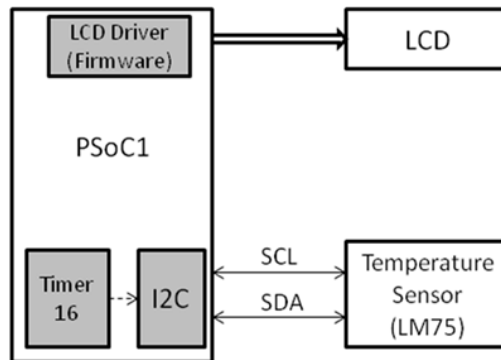 LCD Driver
(Firmware)
LCD
PSoC1
Timer
16
I2C
SCL
SDA
Temperature
Sensor
(LM75)